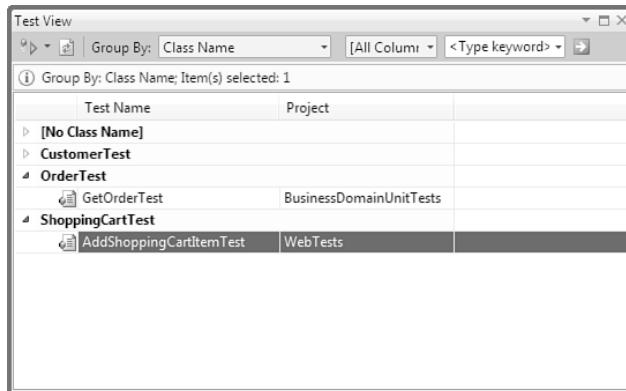 Test View
Group By: Class Name [All Colum <Type keyword>
Group By: Class Name; Item(s) selected: 1
Test Name Project
[No Class Name]
CustomerTest
OrderTest
GetOrderTest BusinessDomainUnitTests
ShoppingCartTest
AddShoppingCartItemTest WebTests